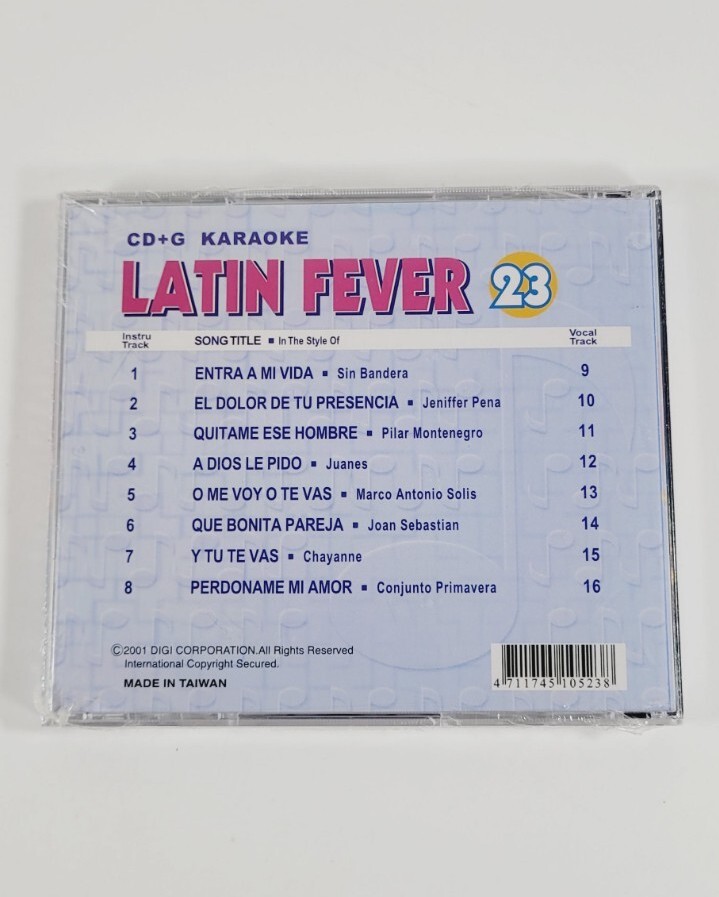 CD+G KARAOKE
LATIN FEVER 23
Instru Track SONG TITLE ▪ In The Style Of Vocal Track
1 ENTRA A MI VIDA ▪ Sin Bandera 9
2 EL DOLOR DE TU PRESENCIA ▪ Jeniffer Pena 10
3 QUITAME ESE HOMBRE ▪ Pilar Montenegro 11
4 A DIOS LE PIDO ▪ Juanes 12
5 O ME VOY O TE VAS ▪ Marco Antonio Solis 13
6 QUE BONITA PAREJA ▪ Joan Sebastian 14
7 Y TU TE VAS ▪ Chayanne 15
8 PERDONAME MI AMOR ▪ Conjunto Primavera 16
©2001 DIGI CORPORATION.All Rights Reserved
International Copyright Secured.
MADE IN TAIWAN
4 711745 105238